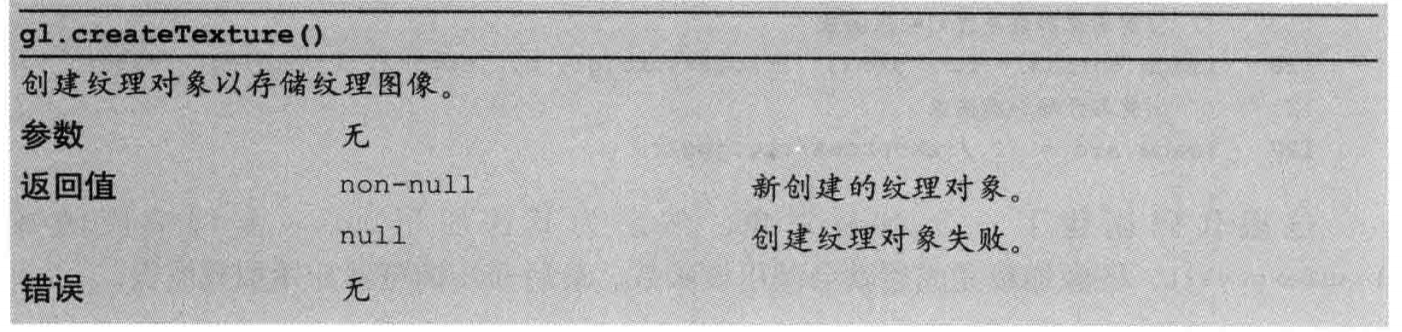 gl.createTexture()
创建纹理对象以存储纹理图像。
参数 无
返回值 non-null 新创建的纹理对象。
null 创建纹理对象失败。
错误 无